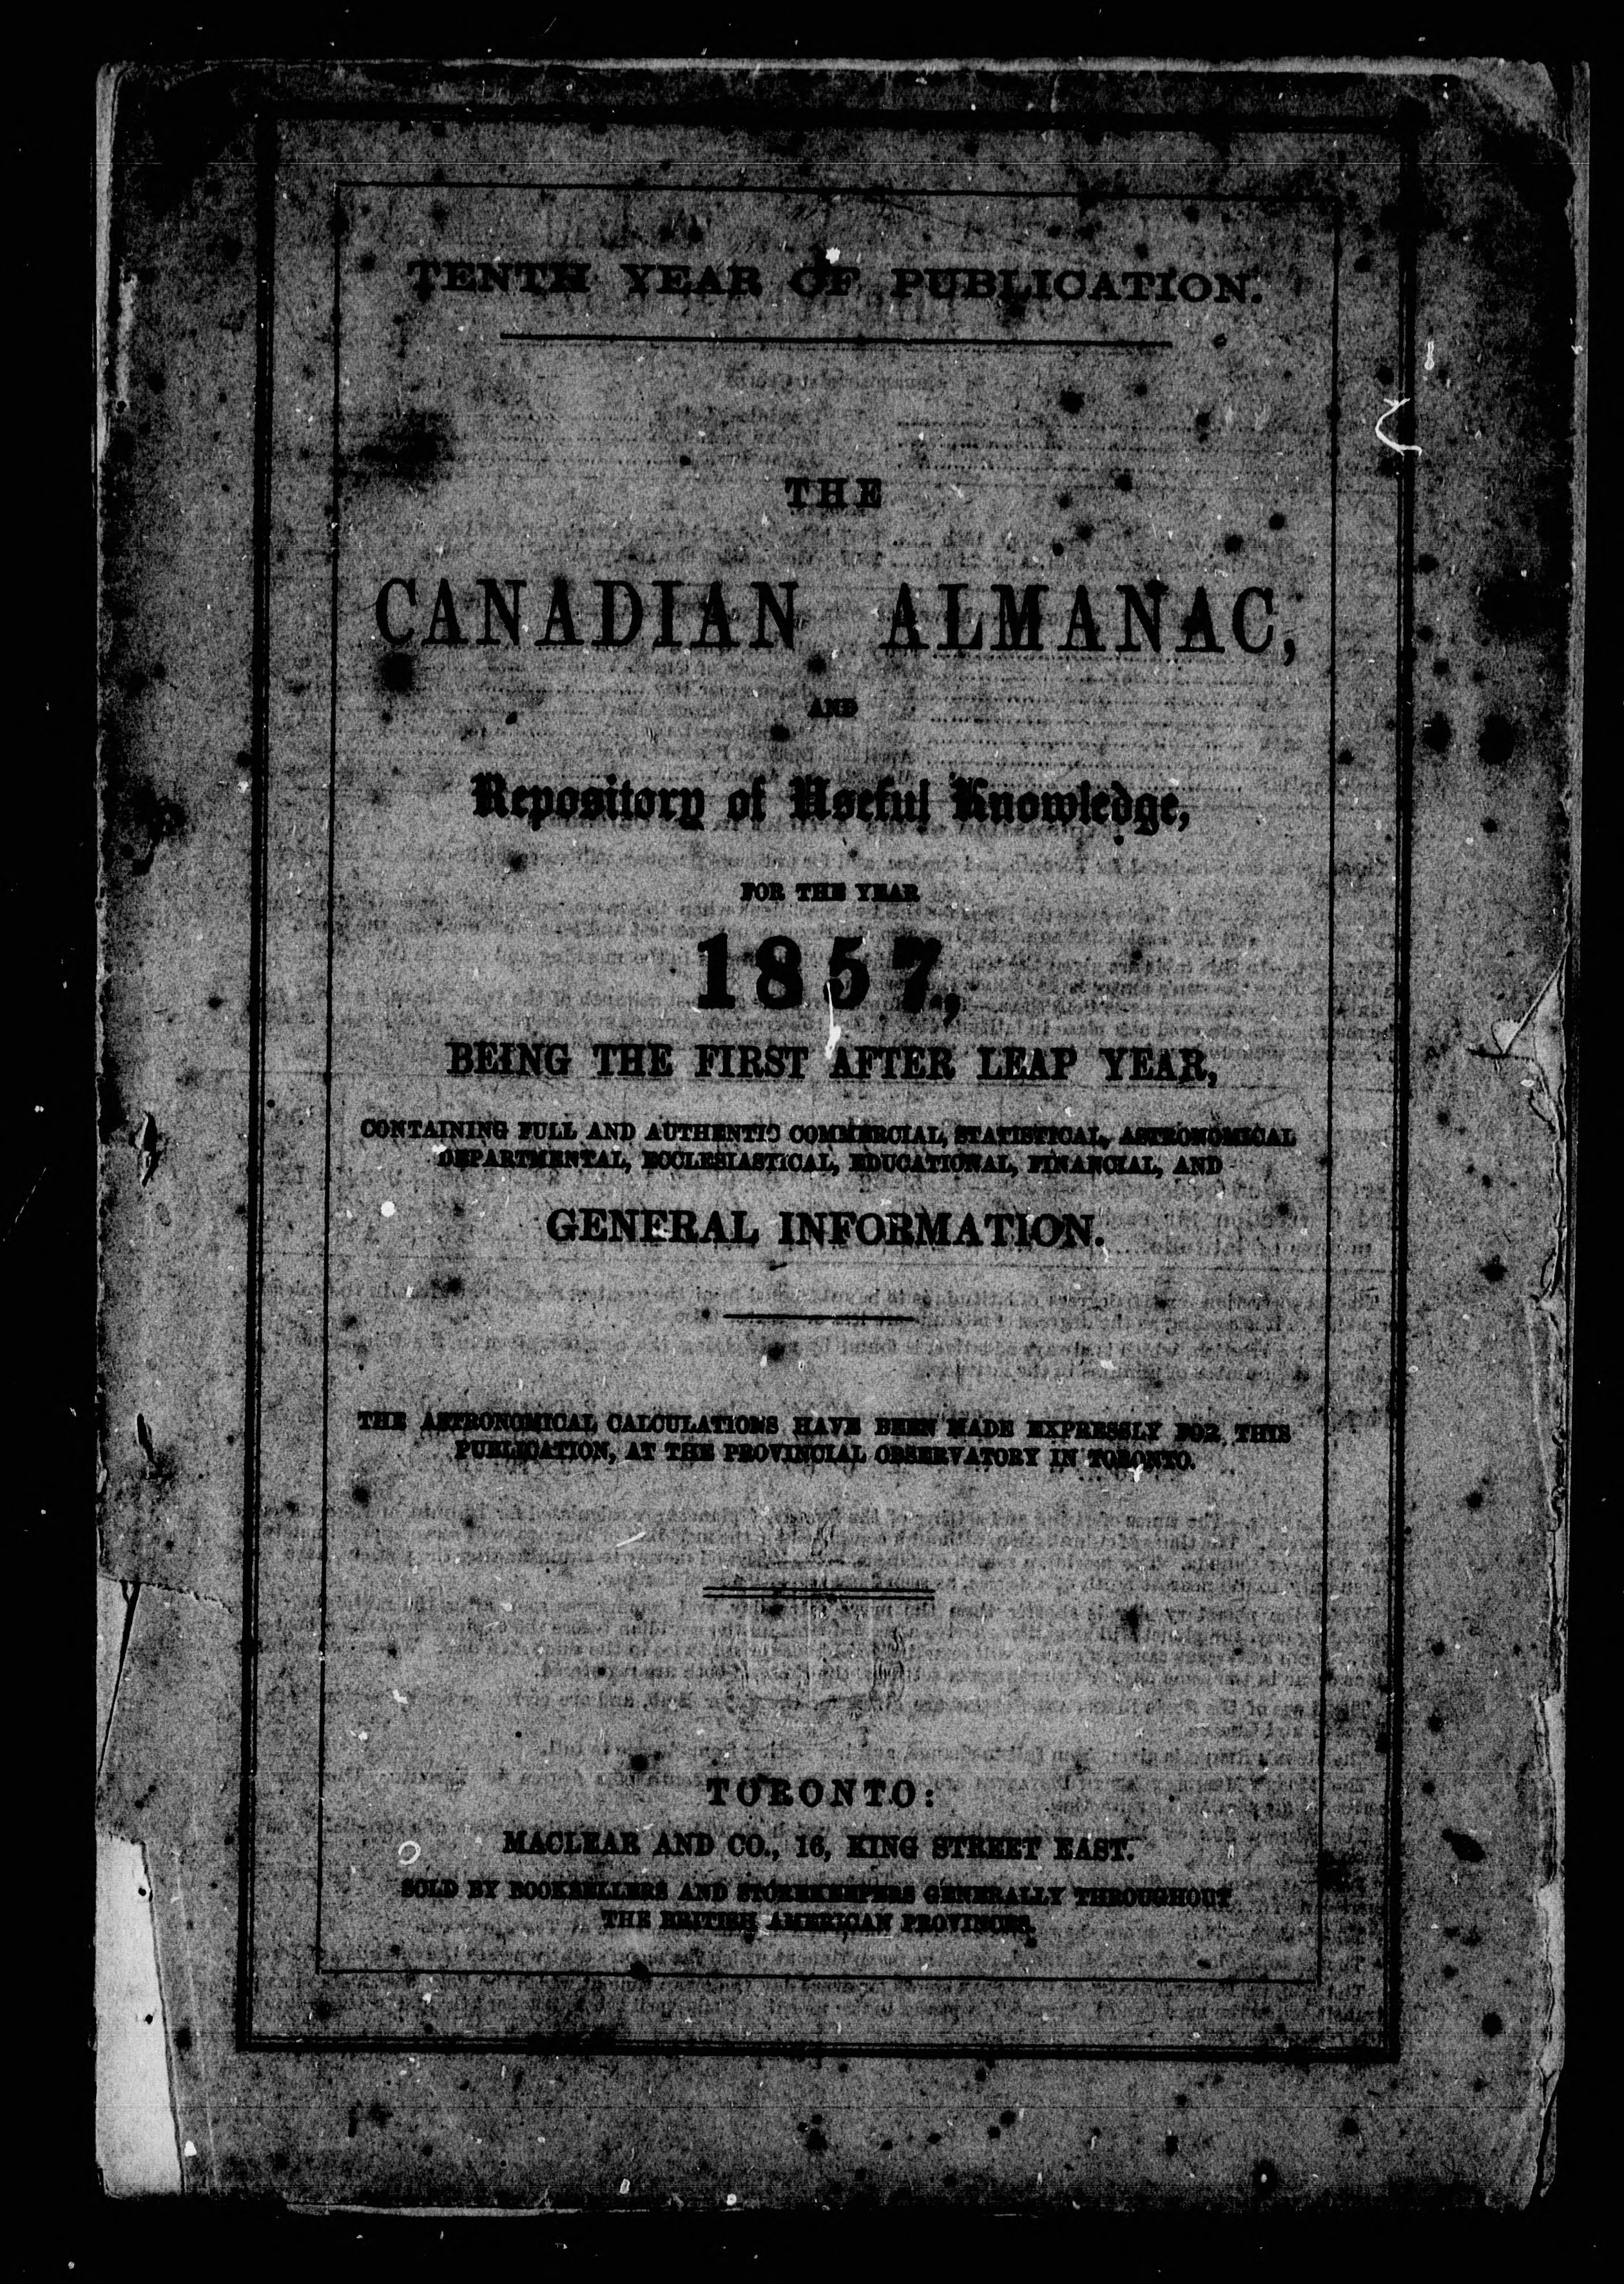 TENTH YEAR OF PUBLICATION.
THE
CANADIAN ALMANAC,
AND
Repository of Useful Knowledge,
FOR THE YEAR
1857,
BEING THE FIRST AFTER LEAP YEAR,
CONTAINING FULL AND AUTHENTIC COMMERCIAL, STATISTICAL, ASTRONOMICAL
DEPARTMENTAL, ECCLESIASTICAL, EDUCATIONAL, FINANCIAL, AND
GENERAL INFORMATION.
THE ASTRONOMICAL CALCULATIONS HAVE BEEN MADE EXPRESSLY FOR THIS
PUBLICATION, AT THE PROVINCIAL OBSERVATORY IN TORONTO.
TORONTO:
MACLEAR AND CO., 16, KING STREET EAST.
SOLD BY BOOKSELLERS AND STOREKEEPERS GENERALLY THROUGHOUT
THE BRITISH AMERICAN PROVINCES.